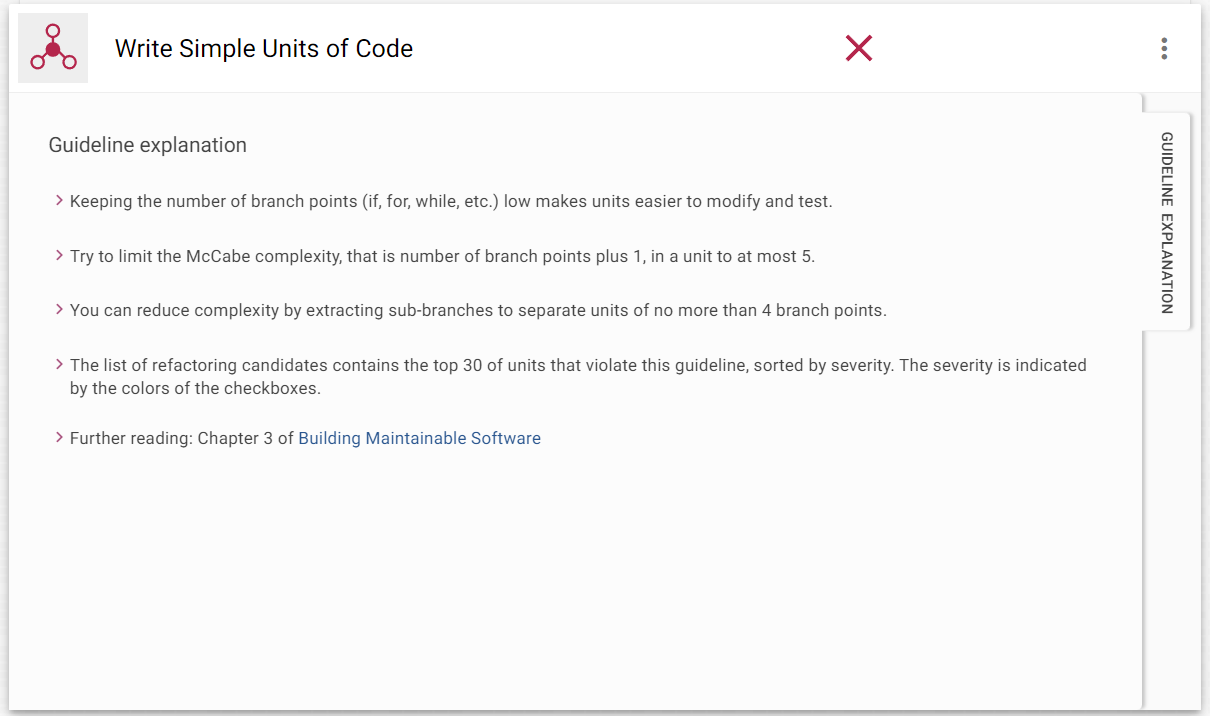 Write Simple Units of Code
Guideline explanation
Keeping the number of branch points (if, for, while, etc.) low makes units easier to modify and test.
Try to limit the McCabe complexity, that is number of branch points plus 1, in a unit to at most 5.
You can reduce complexity by extracting sub-branches to separate units of no more than 4 branch points.
The list of refactoring candidates contains the top 30 of units that violate this guideline, sorted by severity. The severity is indicated
by the colors of the checkboxes.
Further reading: Chapter 3 of Building Maintainable Software
GUIDELINE EXPLANATION